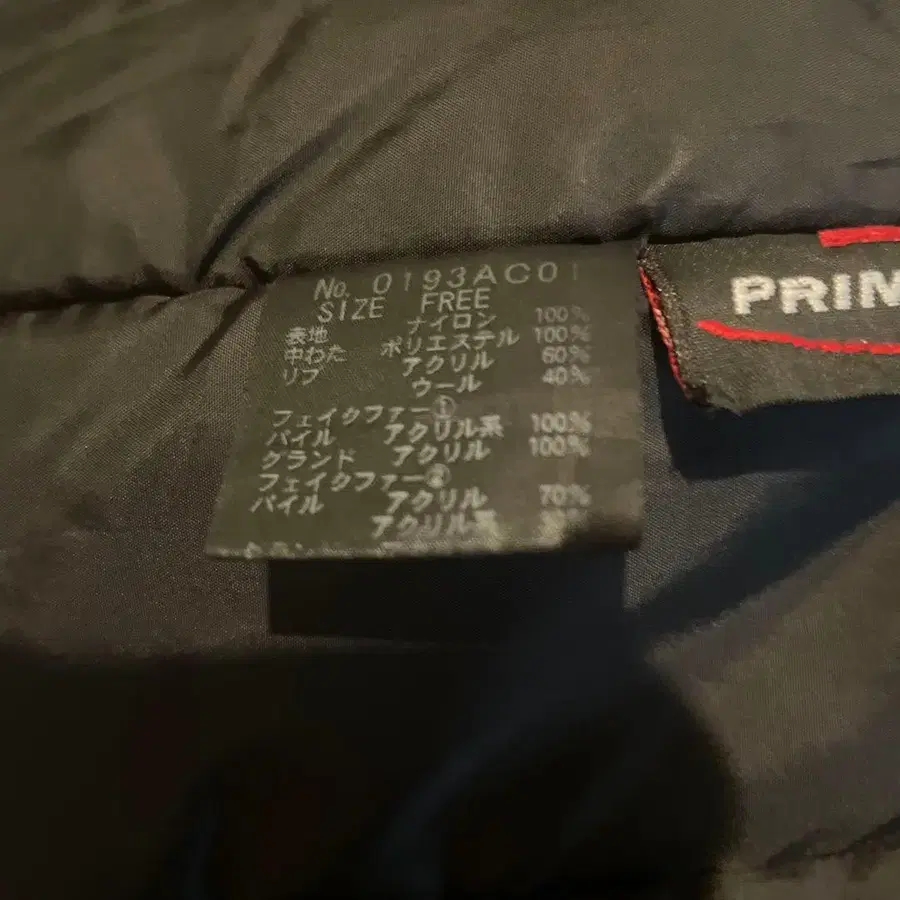 No. 0193AC01
SIZE FREE
表地 ナイロン 100%
中わた ポリエステル 100%
リブ アクリル 60%
ウール 40%
フェイクファー①
パイル アクリル系 100%
グランド アクリル 100%
フェイクファー②
パイル アクリル 70%
アクリル系
PRIM